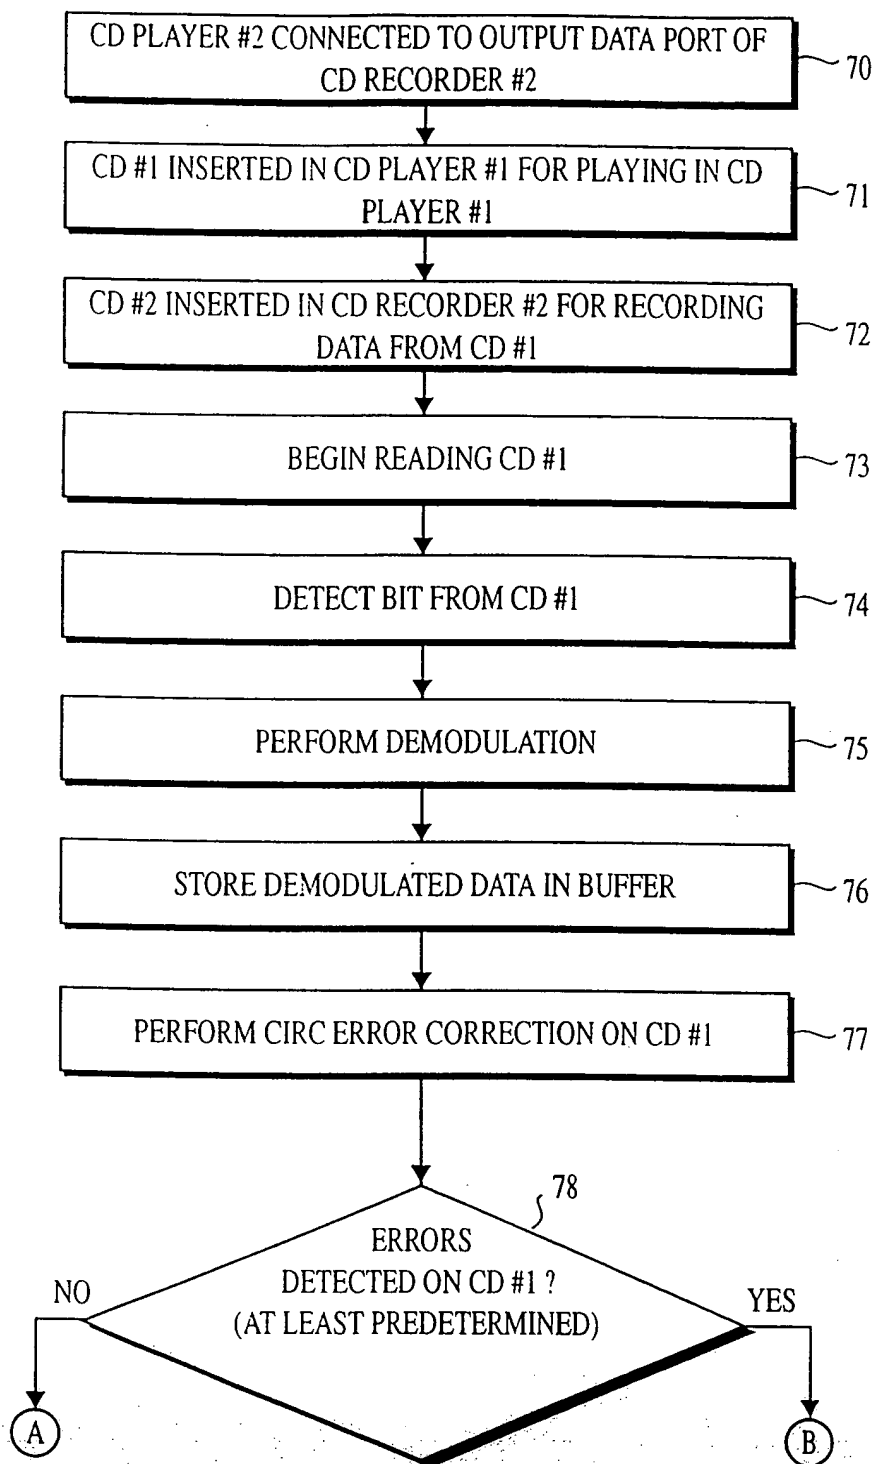 CD PLAYER #2 CONNECTED TO OUTPUT DATA PORT OF
CD RECORDER #2
70
CD #1 INSERTED IN CD PLAYER #1 FOR PLAYING IN CD
PLAYER #1
71
CD #2 INSERTED IN CD RECORDER #2 FOR RECORDING
DATA FROM CD #1
72
BEGIN READING CD #1
73
DETECT BIT FROM CD #1
74
PERFORM DEMODULATION
75
STORE DEMODULATED DATA IN BUFFER
76
PERFORM CIRC ERROR CORRECTION ON CD #1
77
78
ERRORS
DETECTED ON CD #1 ?
(AT LEAST PREDETERMINED)
NO
YES
A
B